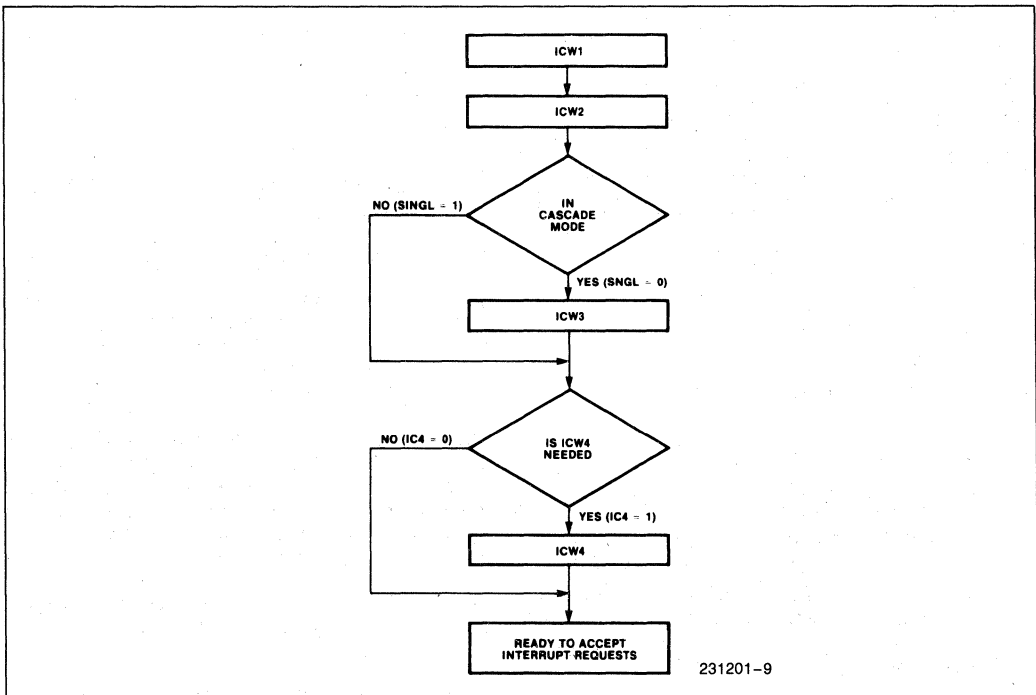 ICW1
ICW2
IN
CASCADE
MODE
NO (SINGL = 1)
YES (SNGL = 0)
ICW3
IS ICW4
NEEDED
NO (IC4 = 0)
YES (IC4 = 1)
ICW4
READY TO ACCEPT
INTERRUPT REQUESTS
231201-9